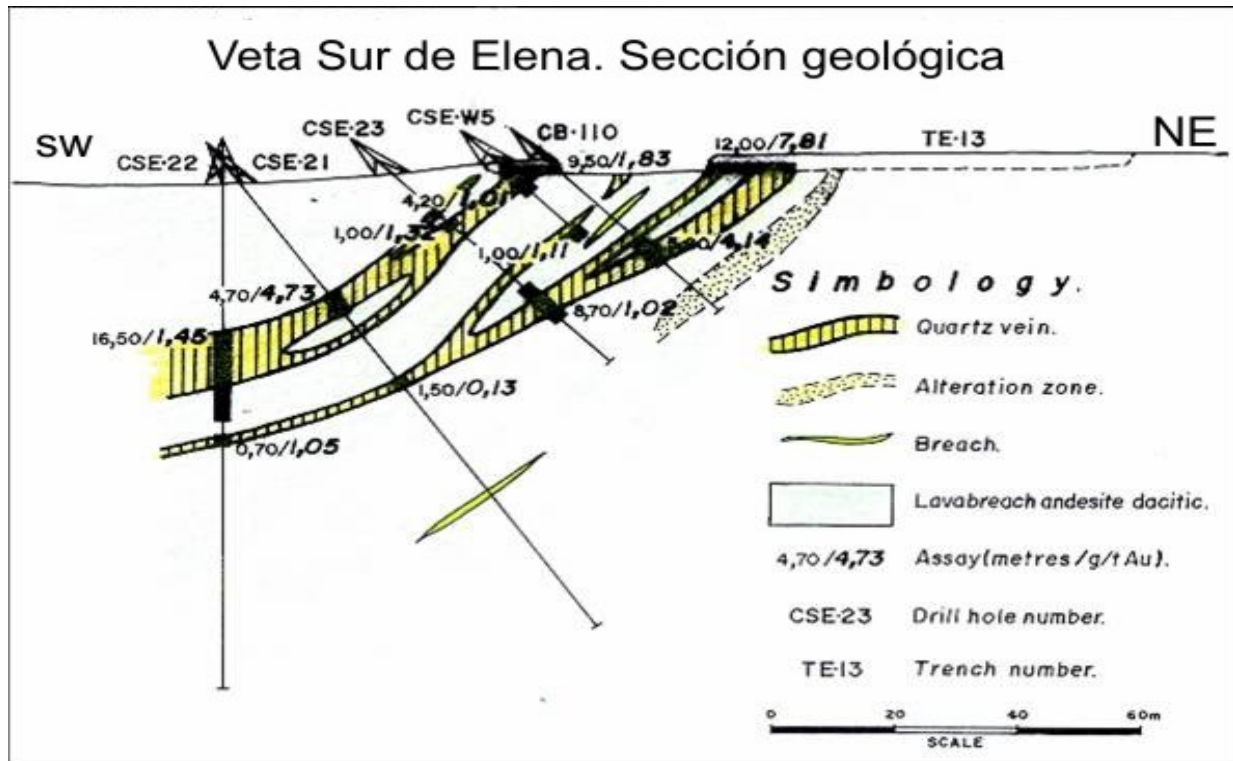 Veta Sur de Elena. Sección geológica
SW
NE
CSE-22
CSE-21
CSE-23
CSE-W5
CB-110
9,50/1,83
12,00/7,81
TE-13
4,20/1,01
1,00/1,32
1,00/1,11
4,14
4,70/4,73
8,70/1,02
16,50/1,45
1,50/0,13
0,70/1,05
Simbology.
Quartz vein.
Alteration zone.
Breach.
Lavabreach andesite dacitic.
4,70/4,73 Assay (metres/g/t Au).
CSE-23 Drill hole number.
TE-13 Trench number.
0 20 40 60m
SCALE